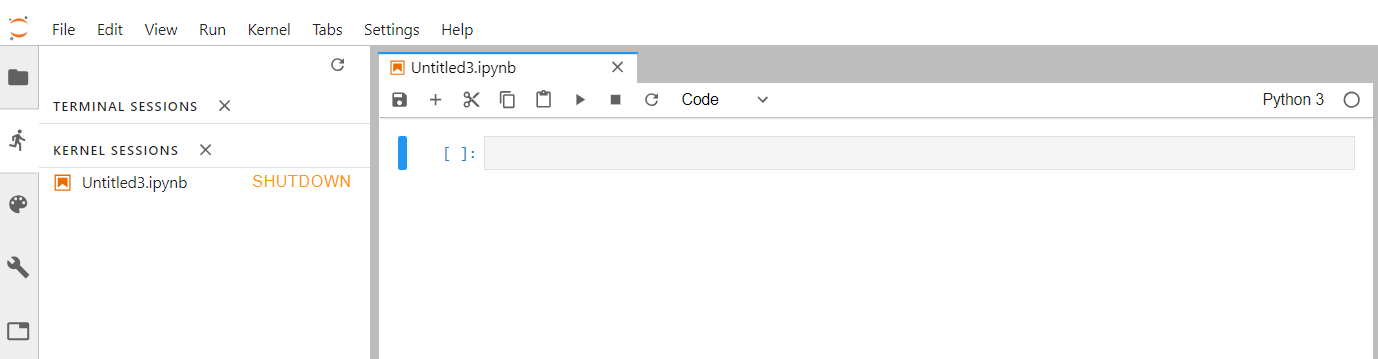 File Edit View Run Kernel Tabs Settings Help
Untitled3.ipynb
Code Python 3
TERMINAL SESSIONS
KERNEL SESSIONS
Untitled3.ipynb SHUTDOWN
[ ]: